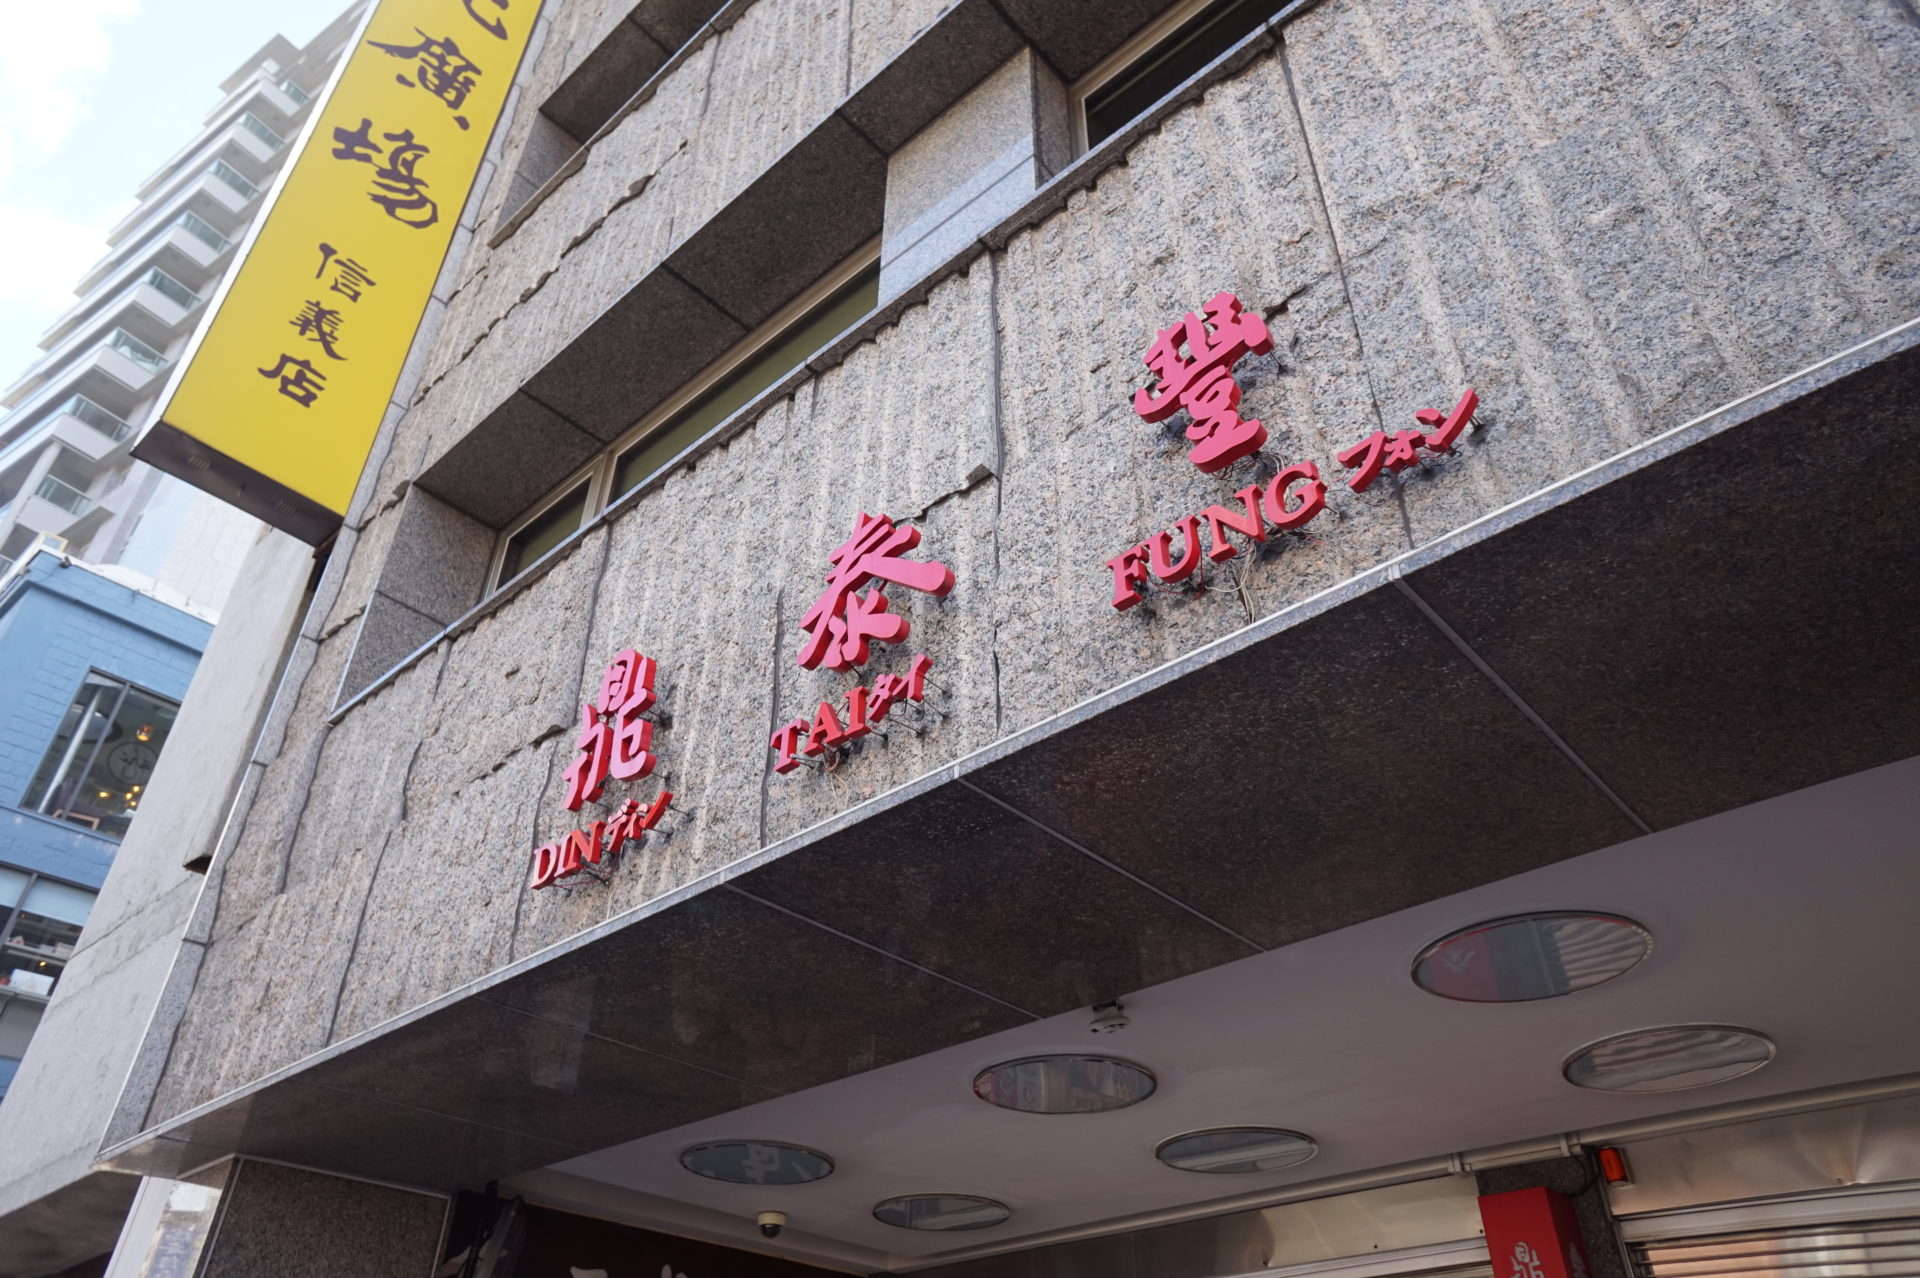 廣場
信義店
鼎 泰 豐
DIN ディン TAI タイ FUNG フォン
鼎